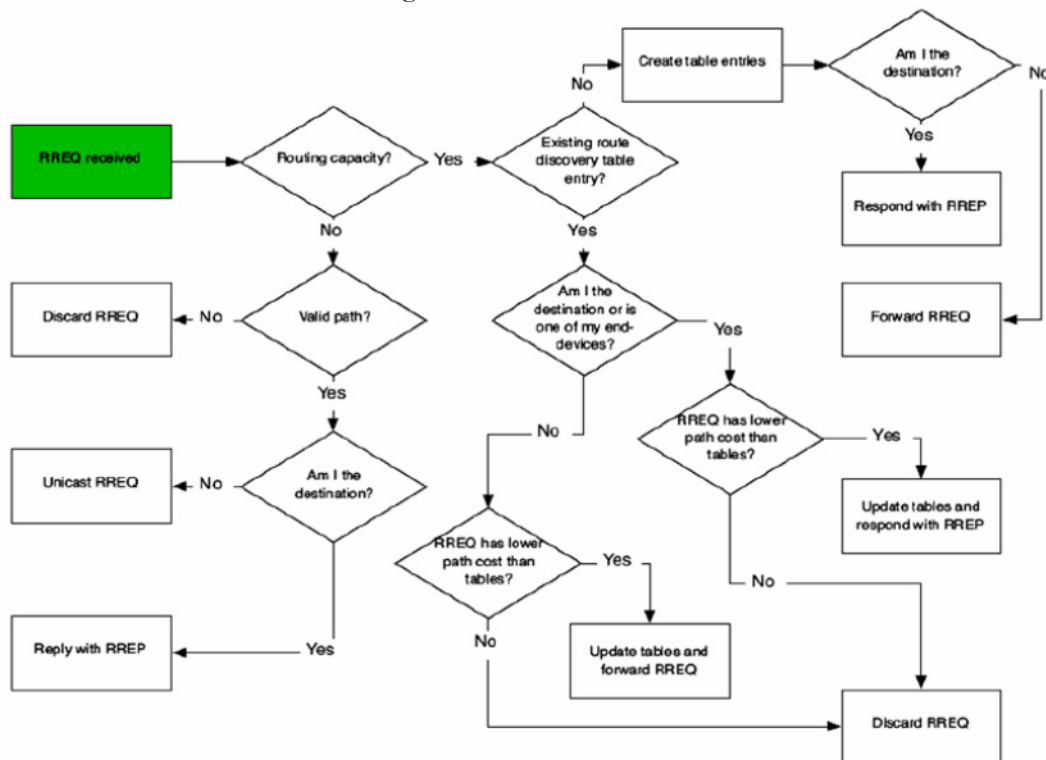 Create table entries
Am I the
destination?
No
No
RREQ received
Routing capacity?
Yes
Existing route
discovery table
entry?
Yes
Respond with RREP
No
Yes
Discard RREQ
No
Valid path?
Am I the
destination or is
one of my end-
devices?
Yes
Forward RREQ
Yes
No
RREQ has lower
path cost than
tables?
Yes
Unicast RREQ
No
Am I the
destination?
Update tables and
respond with RREP
RREQ has lower
path cost than
tables?
Yes
No
Reply with RREP
Yes
No
Update tables and
forward RREQ
Discard RREQ